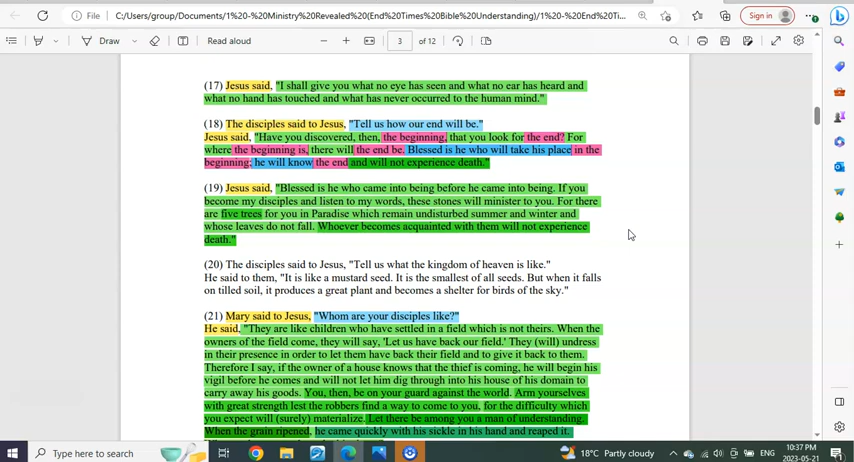 File
C:/Users/group/Documents/1%20-%20Ministry%20Revealed%20(End%20Times%20Bible%20Understanding)/1%20-%20End%20Ti...
Sign in
Draw
Read aloud
3 of 12
(17) Jesus said, "I shall give you what no eye has seen and what no ear has heard and
what no hand has touched and what has never occurred to the human mind."
(18) The disciples said to Jesus, "Tell us how our end will be."
Jesus said, "Have you discovered, then, the beginning, that you look for the end? For
where the beginning is, there will the end be. Blessed is he who will take his place in the
beginning; he will know the end and will not experience death."
(19) Jesus said, "Blessed is he who came into being before he came into being. If you
become my disciples and listen to my words, these stones will minister to you. For there
are five trees for you in Paradise which remain undisturbed summer and winter and
whose leaves do not fall. Whoever becomes acquainted with them will not experience
death."
(20) The disciples said to Jesus, "Tell us what the kingdom of heaven is like."
He said to them, "It is like a mustard seed. It is the smallest of all seeds. But when it falls
on tilled soil, it produces a great plant and becomes a shelter for birds of the sky."
(21) Mary said to Jesus, "Whom are your disciples like?"
He said, "They are like children who have settled in a field which is not theirs. When the
owners of the field come, they will say, 'Let us have back our field.' They (will) undress
in their presence in order to let them have back their field and to give it back to them.
Therefore I say, if the owner of a house knows that the thief is coming, he will begin his
vigil before he comes and will not let him dig through into his house of his domain to
carry away his goods. You, then, be on your guard against the world. Arm yourselves
with great strength lest the robbers find a way to come to you, for the difficulty which
you expect will (surely) materialize. Let there be among you a man of understanding.
When the grain ripened, he came quickly with his sickle in his hand and reaped it.
Type here to search
18°C Partly cloudy
ENG
10:37 PM
2023-05-21